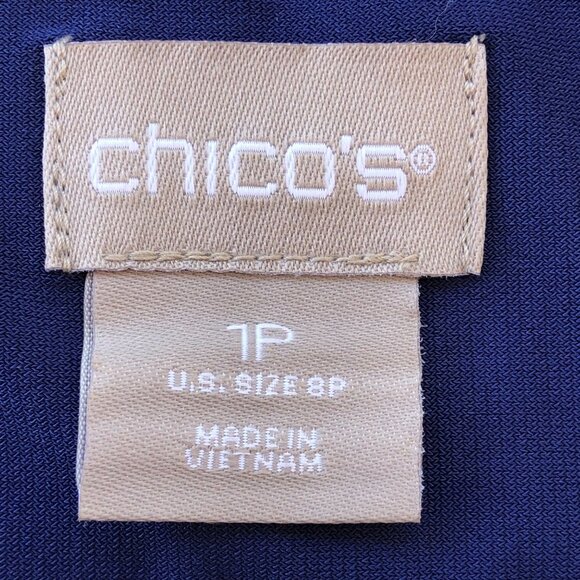 chico's®
1P
U.S. SIZE 8P
MADE IN
VIETNAM